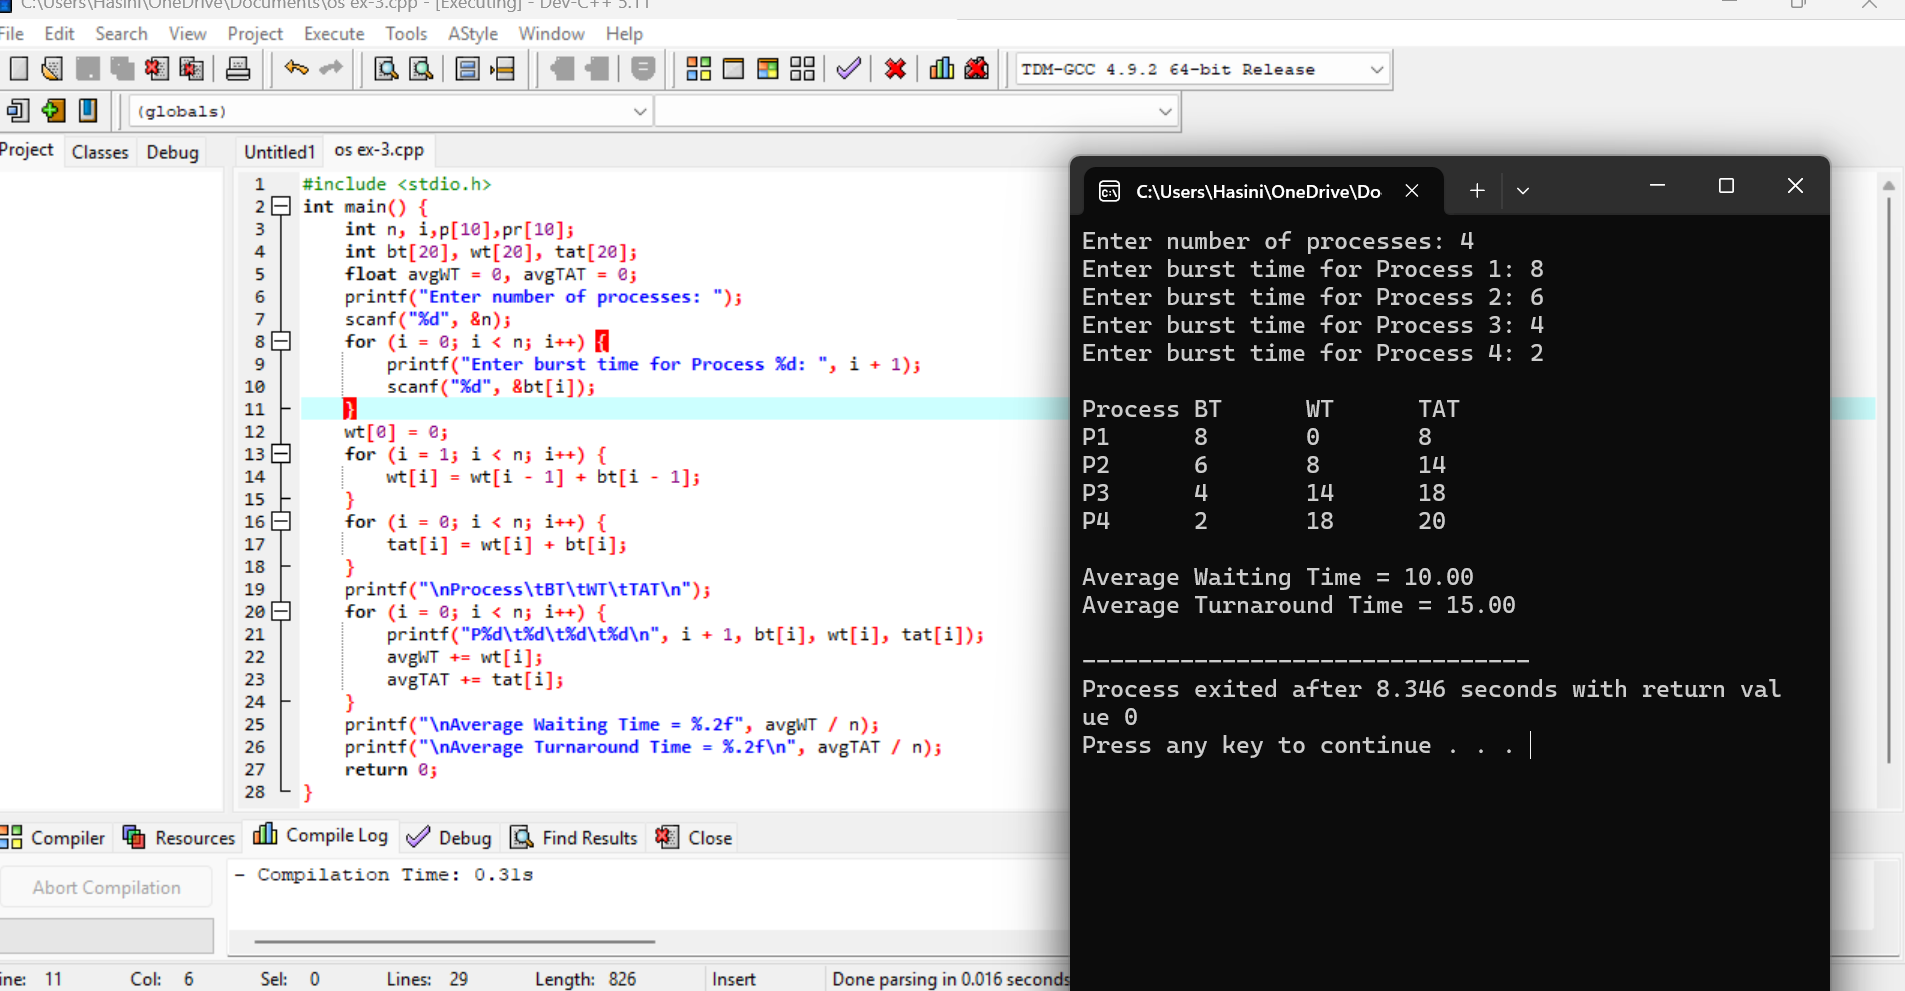 C:\Users\Hasini\OneDrive\Documents\os ex-3.cpp - [Executing] - Dev-C++ 5.11
File Edit Search View Project Execute Tools AStyle Window Help
TDM-GCC 4.9.2 64-bit Release
(globals)
Project Classes Debug
Untitled1 os ex-3.cpp
1 #include <stdio.h>
2 int main() {
3 int n, i,p[10],pr[10];
4 int bt[20], wt[20], tat[20];
5 float avgWT = 0, avgTAT = 0;
6 printf("Enter number of processes: ");
7 scanf("%d", &n);
8 for (i = 0; i < n; i++) {
9 printf("Enter burst time for Process %d: ", i + 1);
10 scanf("%d", &bt[i]);
11 }
12 wt[0] = 0;
13 for (i = 1; i < n; i++) {
14 wt[i] = wt[i - 1] + bt[i - 1];
15 }
16 for (i = 0; i < n; i++) {
17 tat[i] = wt[i] + bt[i];
18 }
19 printf("\nProcess\tBT\tWT\tTAT\n");
20 for (i = 0; i < n; i++) {
21 printf("P%d\t%d\t%d\t%d\n", i + 1, bt[i], wt[i], tat[i]);
22 avgWT += wt[i];
23 avgTAT += tat[i];
24 }
25 printf("\nAverage Waiting Time = %.2f", avgWT / n);
26 printf("\nAverage Turnaround Time = %.2f\n", avgTAT / n);
27 return 0;
28 }
C:\Users\Hasini\OneDrive\Do
Enter number of processes: 4
Enter burst time for Process 1: 8
Enter burst time for Process 2: 6
Enter burst time for Process 3: 4
Enter burst time for Process 4: 2
Process BT WT TAT
P1 8 0 8
P2 6 8 14
P3 4 14 18
P4 2 18 20
Average Waiting Time = 10.00
Average Turnaround Time = 15.00
--------------------------------
Process exited after 8.346 seconds with return val
ue 0
Press any key to continue . . .
Compiler Resources Compile Log Debug Find Results Close
Abort Compilation
- Compilation Time: 0.31s
ine: 11 Col: 6 Sel: 0 Lines: 29 Length: 826 Insert Done parsing in 0.016 seconds